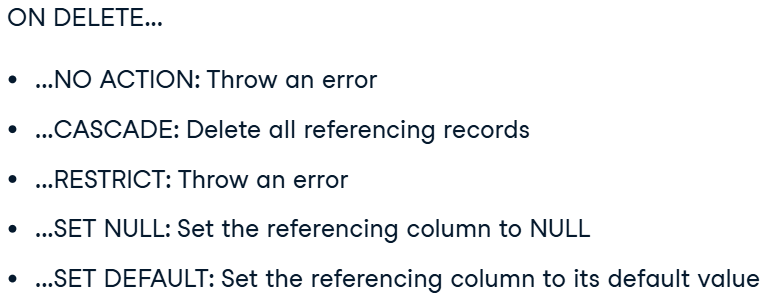 ON DELETE...
• ...NO ACTION: Throw an error
• ...CASCADE: Delete all referencing records
• ...RESTRICT: Throw an error
• ...SET NULL: Set the referencing column to NULL
• ...SET DEFAULT: Set the referencing column to its default value